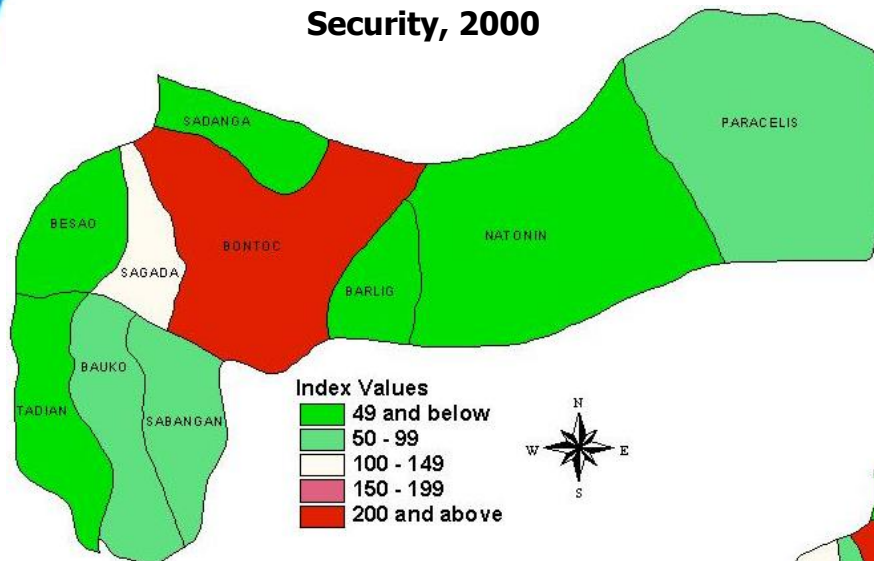 Security, 2000
SADANGA
PARACELIS
BESAO
BONTOC
NATONIN
SAGADA
BARLIG
BAUKO
TADIAN
SABANGAN
Index Values
49 and below
50 - 99
100 - 149
150 - 199
200 and above
N
W E
S